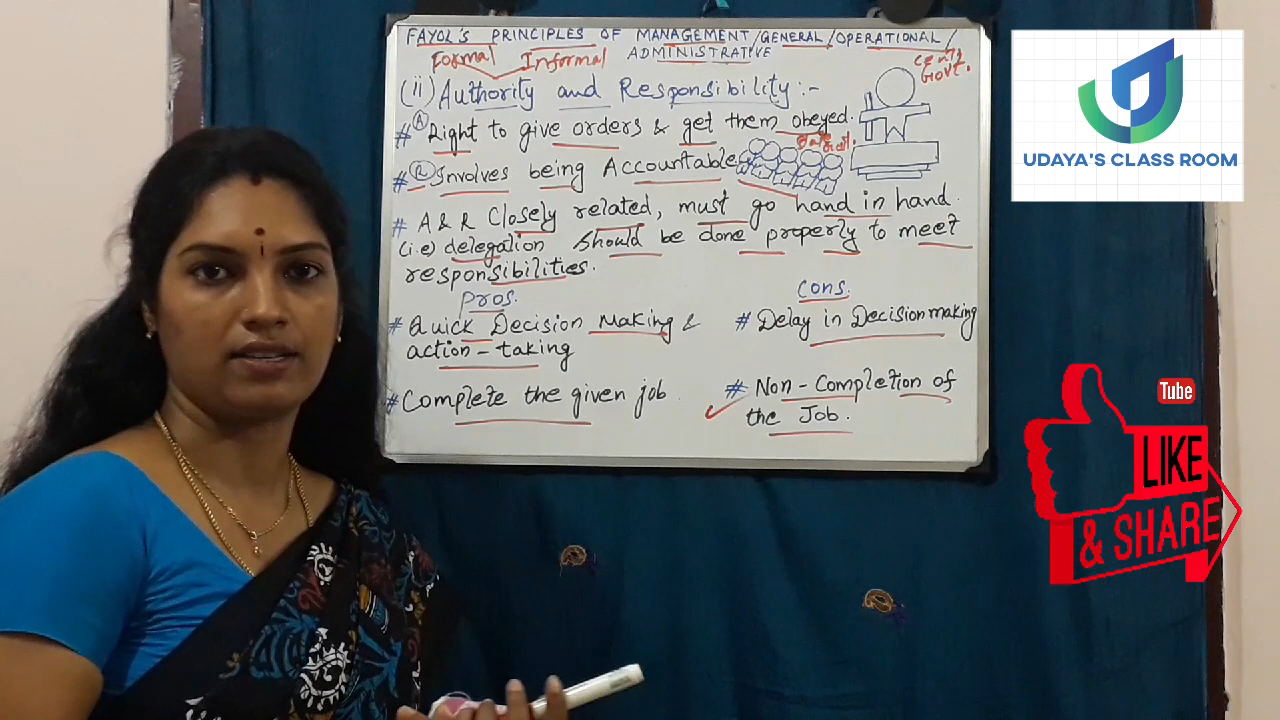 FAYOL'S PRINCIPLES OF MANAGEMENT/GENERAL/OPERATIONAL/
ADMINISTRATIVE
Formal Informal
Central
Govt.
(ii) Authority and Responsibility :-
# (A) Right to give orders & get them obeyed.
# (R) Involves being Accountable
# A & R Closely related, must go hand in hand.
(i.e) delegation should be done properly to meet
responsibilities.
Pros.
# Quick Decision Making &
action-taking
# Complete the given job.
Cons.
# Delay in Decision making
# Non-Completion of
the Job.
UDAYA'S CLASS ROOM
Tube
LIKE
& SHARE